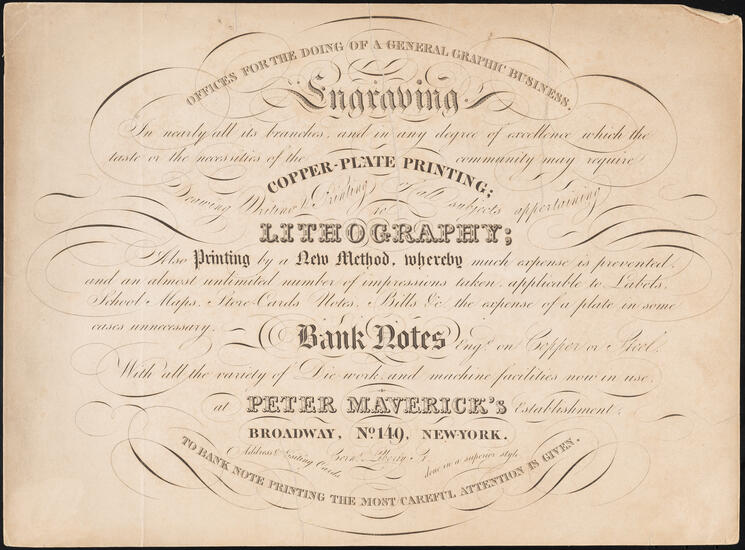 OFFICES FOR THE DOING OF A GENERAL GRAPHIC BUSINESS.
Engraving.
In nearly all its branches, and in any degree of excellence which the
taste or the necessities of the community may require
COPPER-PLATE PRINTING;
Drawing Writing & Printing of all subjects appertaining
to
LITHOGRAPHY;
Also Printing by a New Method, whereby much expense is prevented,
and an almost unlimited number of impressions taken, applicable to Labels,
School Maps, Store Cards Notes, Bills &c the expense of a plate in some
cases unnecessary.
Bank Notes Engd. on Copper or Steel.
With all the variety of Die work and machine facilities now in use,
at PETER MAVERICK's Establishment,
BROADWAY, No. 149, NEW-YORK.
Address & Visiting Cards Corn. Liberty St. done in a superior style
TO BANK NOTE PRINTING THE MOST CAREFUL ATTENTION IS GIVEN.